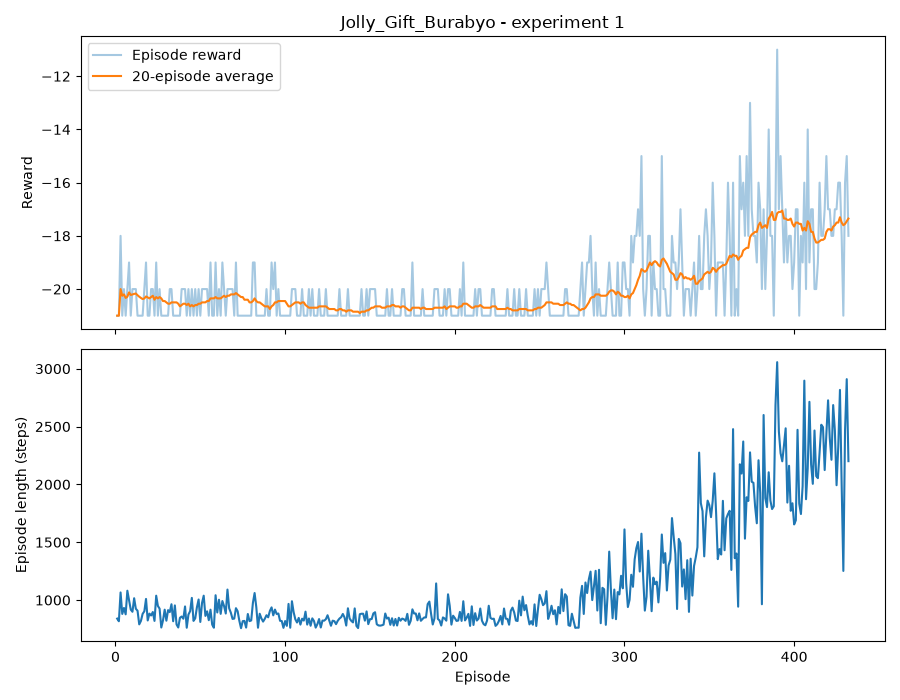 Jolly_Gift_Burabyo - experiment 1
Episode reward
20-episode average
−12
−14
−16
−18
−20
Reward
3000
2500
2000
1500
1000
Episode length (steps)
0 100 200 300 400
Episode